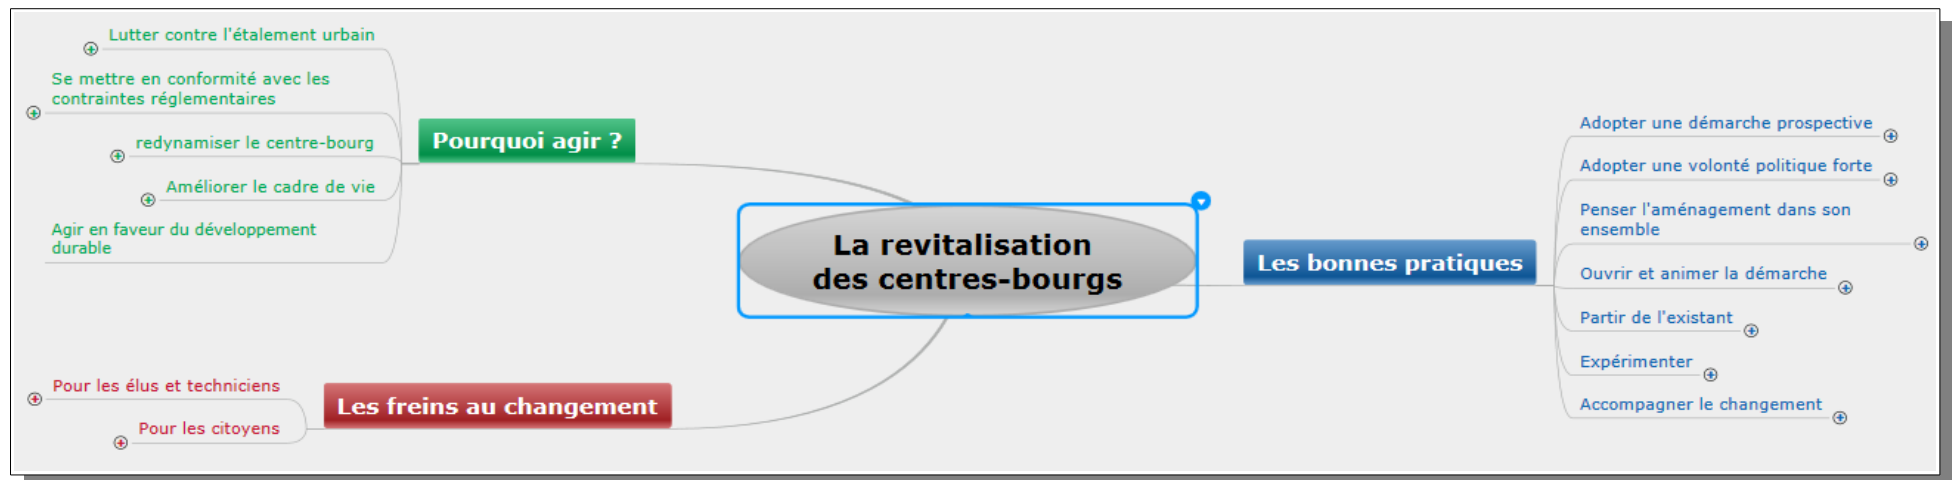 Lutter contre l'étalement urbain
Se mettre en conformité avec les
contraintes réglementaires
redynamiser le centre-bourg
Améliorer le cadre de vie
Agir en faveur du développement
durable
Pourquoi agir ?
La revitalisation
des centres-bourgs
Les bonnes pratiques
Adopter une démarche prospective
Adopter une volonté politique forte
Penser l'aménagement dans son
ensemble
Ouvrir et animer la démarche
Partir de l'existant
Expérimenter
Accompagner le changement
Les freins au changement
Pour les élus et techniciens
Pour les citoyens